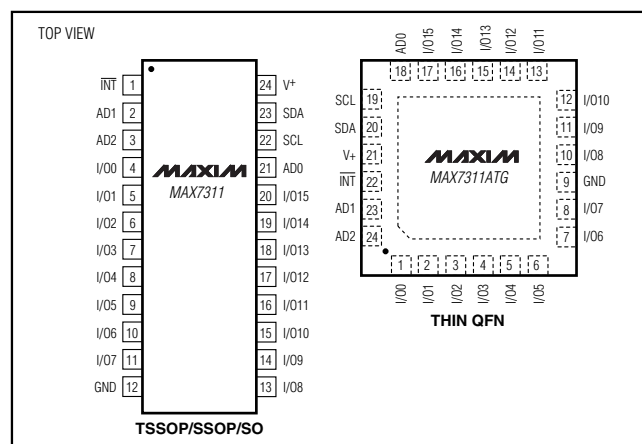 TOP VIEW
INT 1
AD1 2
AD2 3
I/O0 4
I/O1 5
I/O2 6
I/O3 7
I/O4 8
I/O5 9
I/O6 10
I/O7 11
GND 12
MAXIM
MAX7311
24 V+
23 SDA
22 SCL
21 AD0
20 I/O15
19 I/O14
18 I/O13
17 I/O12
16 I/O11
15 I/O10
14 I/O9
13 I/O8
TSSOP/SSOP/SO
AD0 I/O15 I/O14 I/O13 I/O12 I/O11
18 17 16 15 14 13
SCL 19
SDA 20
V+ 21
INT 22
AD1 23
AD2 24
MAXIM
MAX7311ATG
12 I/O10
11 I/O9
10 I/O8
9 GND
8 I/O7
7 I/O6
1 2 3 4 5 6
I/O0 I/O1 I/O2 I/O3 I/O4 I/O5
THIN QFN